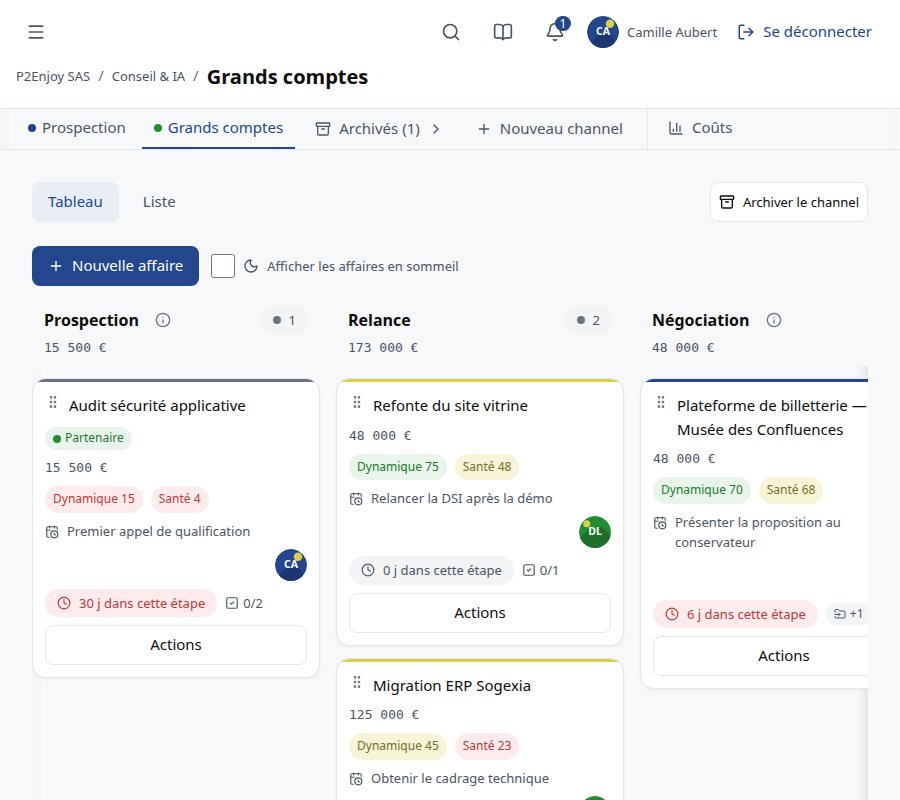 1
CA
Camille Aubert
Se déconnecter
P2Enjoy SAS / Conseil & IA / Grands comptes
Prospection
Grands comptes
Archivés (1)
Nouveau channel
Coûts
Tableau
Liste
Archiver le channel
Nouvelle affaire
Afficher les affaires en sommeil
Prospection
1
15 500 €
Audit sécurité applicative
Partenaire
15 500 €
Dynamique 15
Santé 4
Premier appel de qualification
CA
30 j dans cette étape
0/2
Actions
Relance
2
173 000 €
Refonte du site vitrine
48 000 €
Dynamique 75
Santé 48
Relancer la DSI après la démo
DL
0 j dans cette étape
0/1
Actions
Migration ERP Sogexia
125 000 €
Dynamique 45
Santé 23
Obtenir le cadrage technique
Négociation
48 000 €
Plateforme de billetterie —
Musée des Confluences
48 000 €
Dynamique 70
Santé 68
Présenter la proposition au
conservateur
6 j dans cette étape
+1
Actions